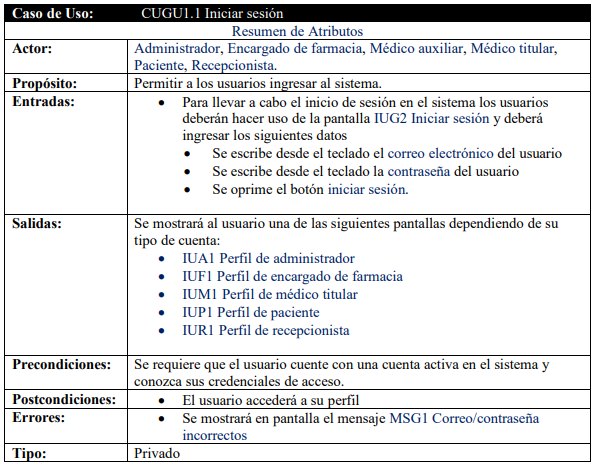 Caso de Uso: CUGU1.1 Iniciar sesión
Resumen de Atributos
Actor: Administrador, Encargado de farmacia, Médico auxiliar, Médico titular,
Paciente, Recepcionista.
Propósito: Permitir a los usuarios ingresar al sistema.
Entradas: • Para llevar a cabo el inicio de sesión en el sistema los usuarios
deberán hacer uso de la pantalla IUG2 Iniciar sesión y deberá
ingresar los siguientes datos
• Se escribe desde el teclado el correo electrónico del usuario
• Se escribe desde el teclado la contraseña del usuario
• Se oprime el botón iniciar sesión.
Salidas: Se mostrará al usuario una de las siguientes pantallas dependiendo de su
tipo de cuenta:
• IUA1 Perfil de administrador
• IUF1 Perfil de encargado de farmacia
• IUM1 Perfil de médico titular
• IUP1 Perfil de paciente
• IUR1 Perfil de recepcionista
Precondiciones: Se requiere que el usuario cuente con una cuenta activa en el sistema y
conozca sus credenciales de acceso.
Postcondiciones: • El usuario accederá a su perfil
Errores: • Se mostrará en pantalla el mensaje MSG1 Correo/contraseña
incorrectos
Tipo: Privado